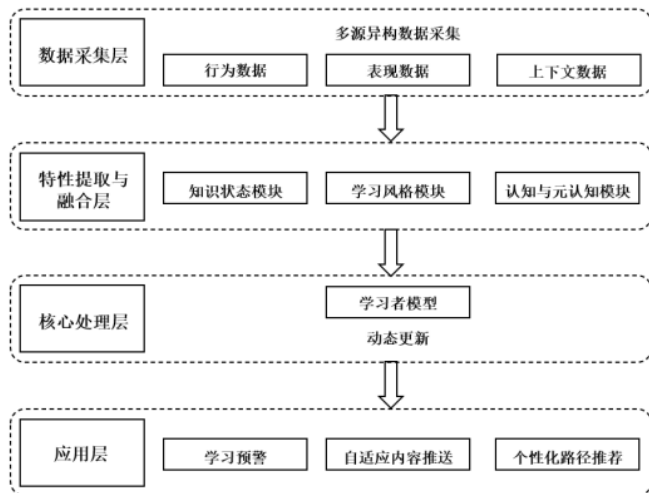 多源异构数据采集
数据采集层
行为数据
表现数据
上下文数据
特性提取与
融合层
知识状态模块
学习风格模块
认知与元认知模块
核心处理层
学习者模型
动态更新
应用层
学习预警
自适应内容推送
个性化路径推荐